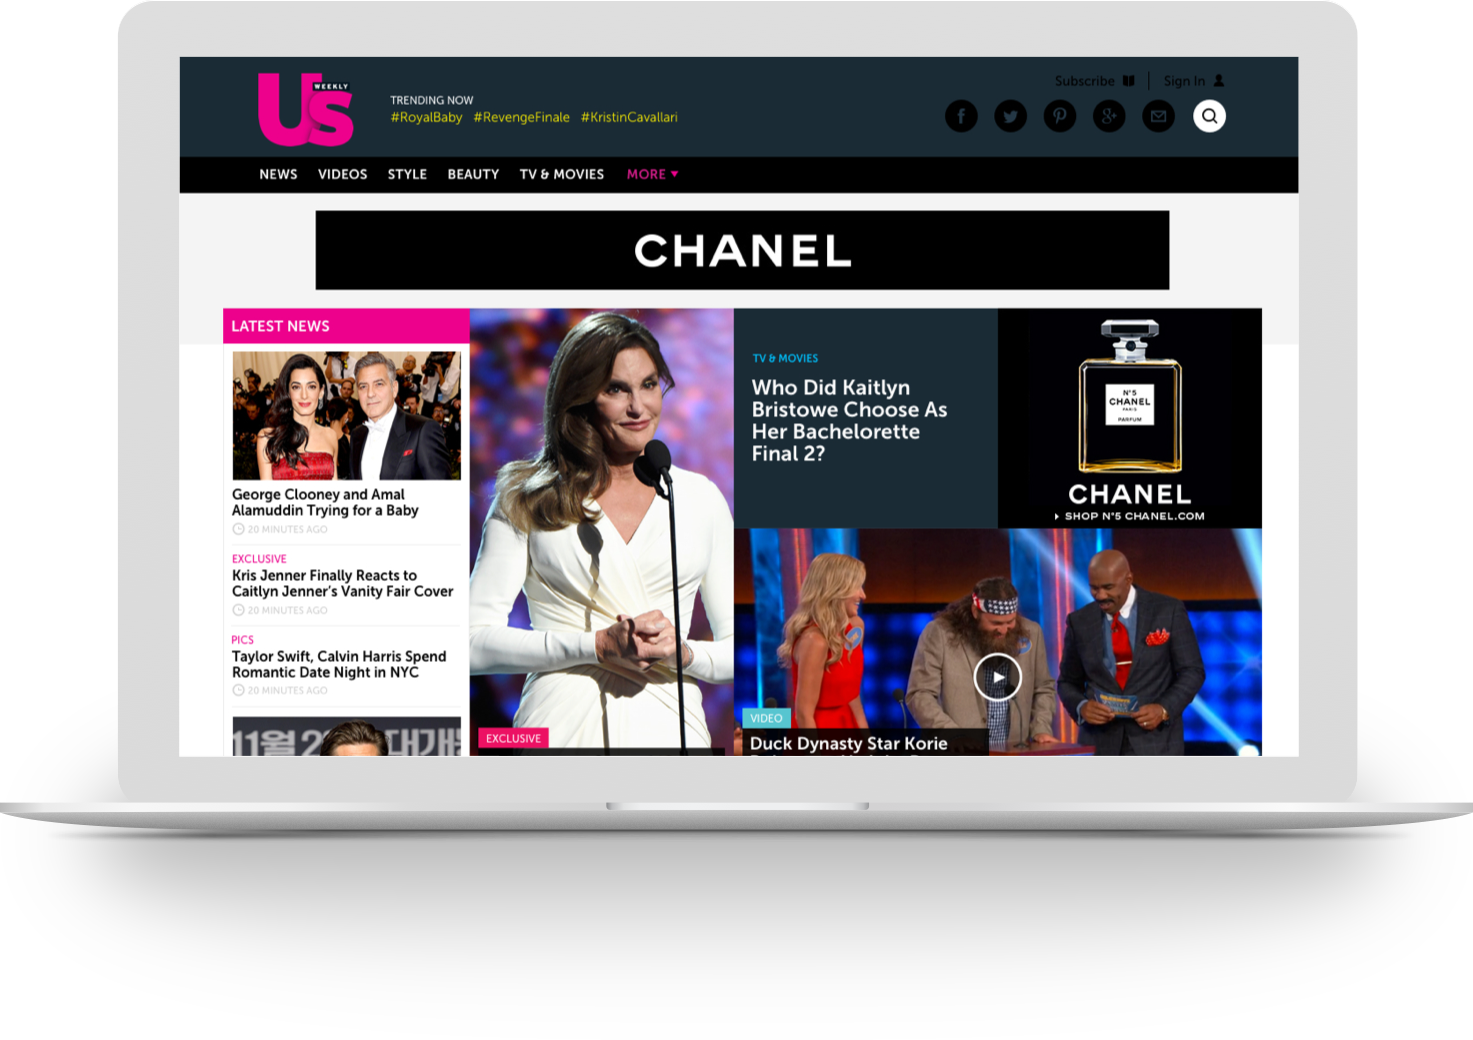 Us
WEEKLY
TRENDING NOW
#RoyalBaby #RevengeFinale #KristinCavallari
Subscribe
Sign In
NEWS VIDEOS STYLE BEAUTY TV & MOVIES MORE
CHANEL
LATEST NEWS
George Clooney and Amal
Alamuddin Trying for a Baby
20 MINUTES AGO
EXCLUSIVE
Kris Jenner Finally Reacts to
Caitlyn Jenner's Vanity Fair Cover
20 MINUTES AGO
PICS
Taylor Swift, Calvin Harris Spend
Romantic Date Night in NYC
20 MINUTES AGO
11월 2
대개
EXCLUSIVE
TV & MOVIES
Who Did Kaitlyn
Bristowe Choose As
Her Bachelorette
Final 2?
N°5
CHANEL
PARIS
PARFUM
CHANEL
SHOP N°5 CHANEL.COM
VIDEO
Duck Dynasty Star Korie